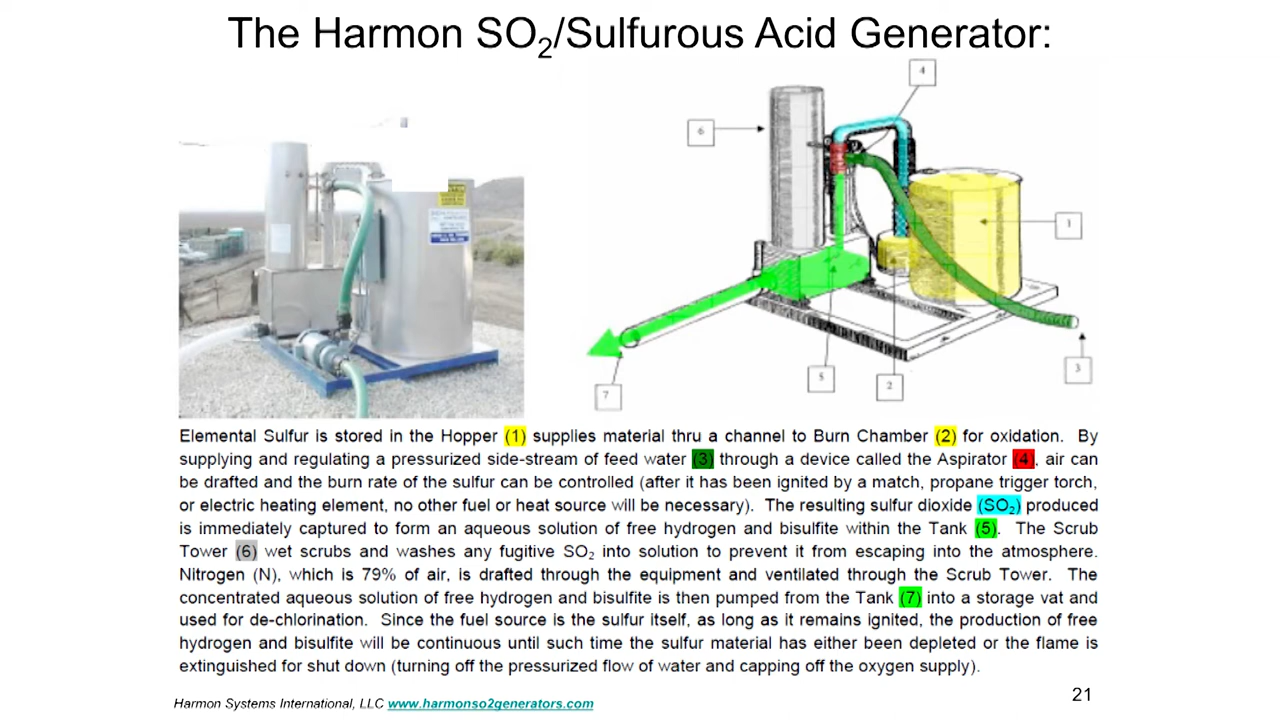 The Harmon SO2/Sulfurous Acid Generator:
4
6
1
3
5
2
7
Elemental Sulfur is stored in the Hopper (1) supplies material thru a channel to Burn Chamber (2) for oxidation. By
supplying and regulating a pressurized side-stream of feed water (3) through a device called the Aspirator (4), air can
be drafted and the burn rate of the sulfur can be controlled (after it has been ignited by a match, propane trigger torch,
or electric heating element, no other fuel or heat source will be necessary). The resulting sulfur dioxide (SO2) produced
is immediately captured to form an aqueous solution of free hydrogen and bisulfite within the Tank (5). The Scrub
Tower (6) wet scrubs and washes any fugitive SO2 into solution to prevent it from escaping into the atmosphere.
Nitrogen (N), which is 79% of air, is drafted through the equipment and ventilated through the Scrub Tower. The
concentrated aqueous solution of free hydrogen and bisulfite is then pumped from the Tank (7) into a storage vat and
used for de-chlorination. Since the fuel source is the sulfur itself, as long as it remains ignited, the production of free
hydrogen and bisulfite will be continuous until such time the sulfur material has either been depleted or the flame is
extinguished for shut down (turning off the pressurized flow of water and capping off the oxygen supply).
Harmon Systems International, LLC www.harmonso2generators.com
21